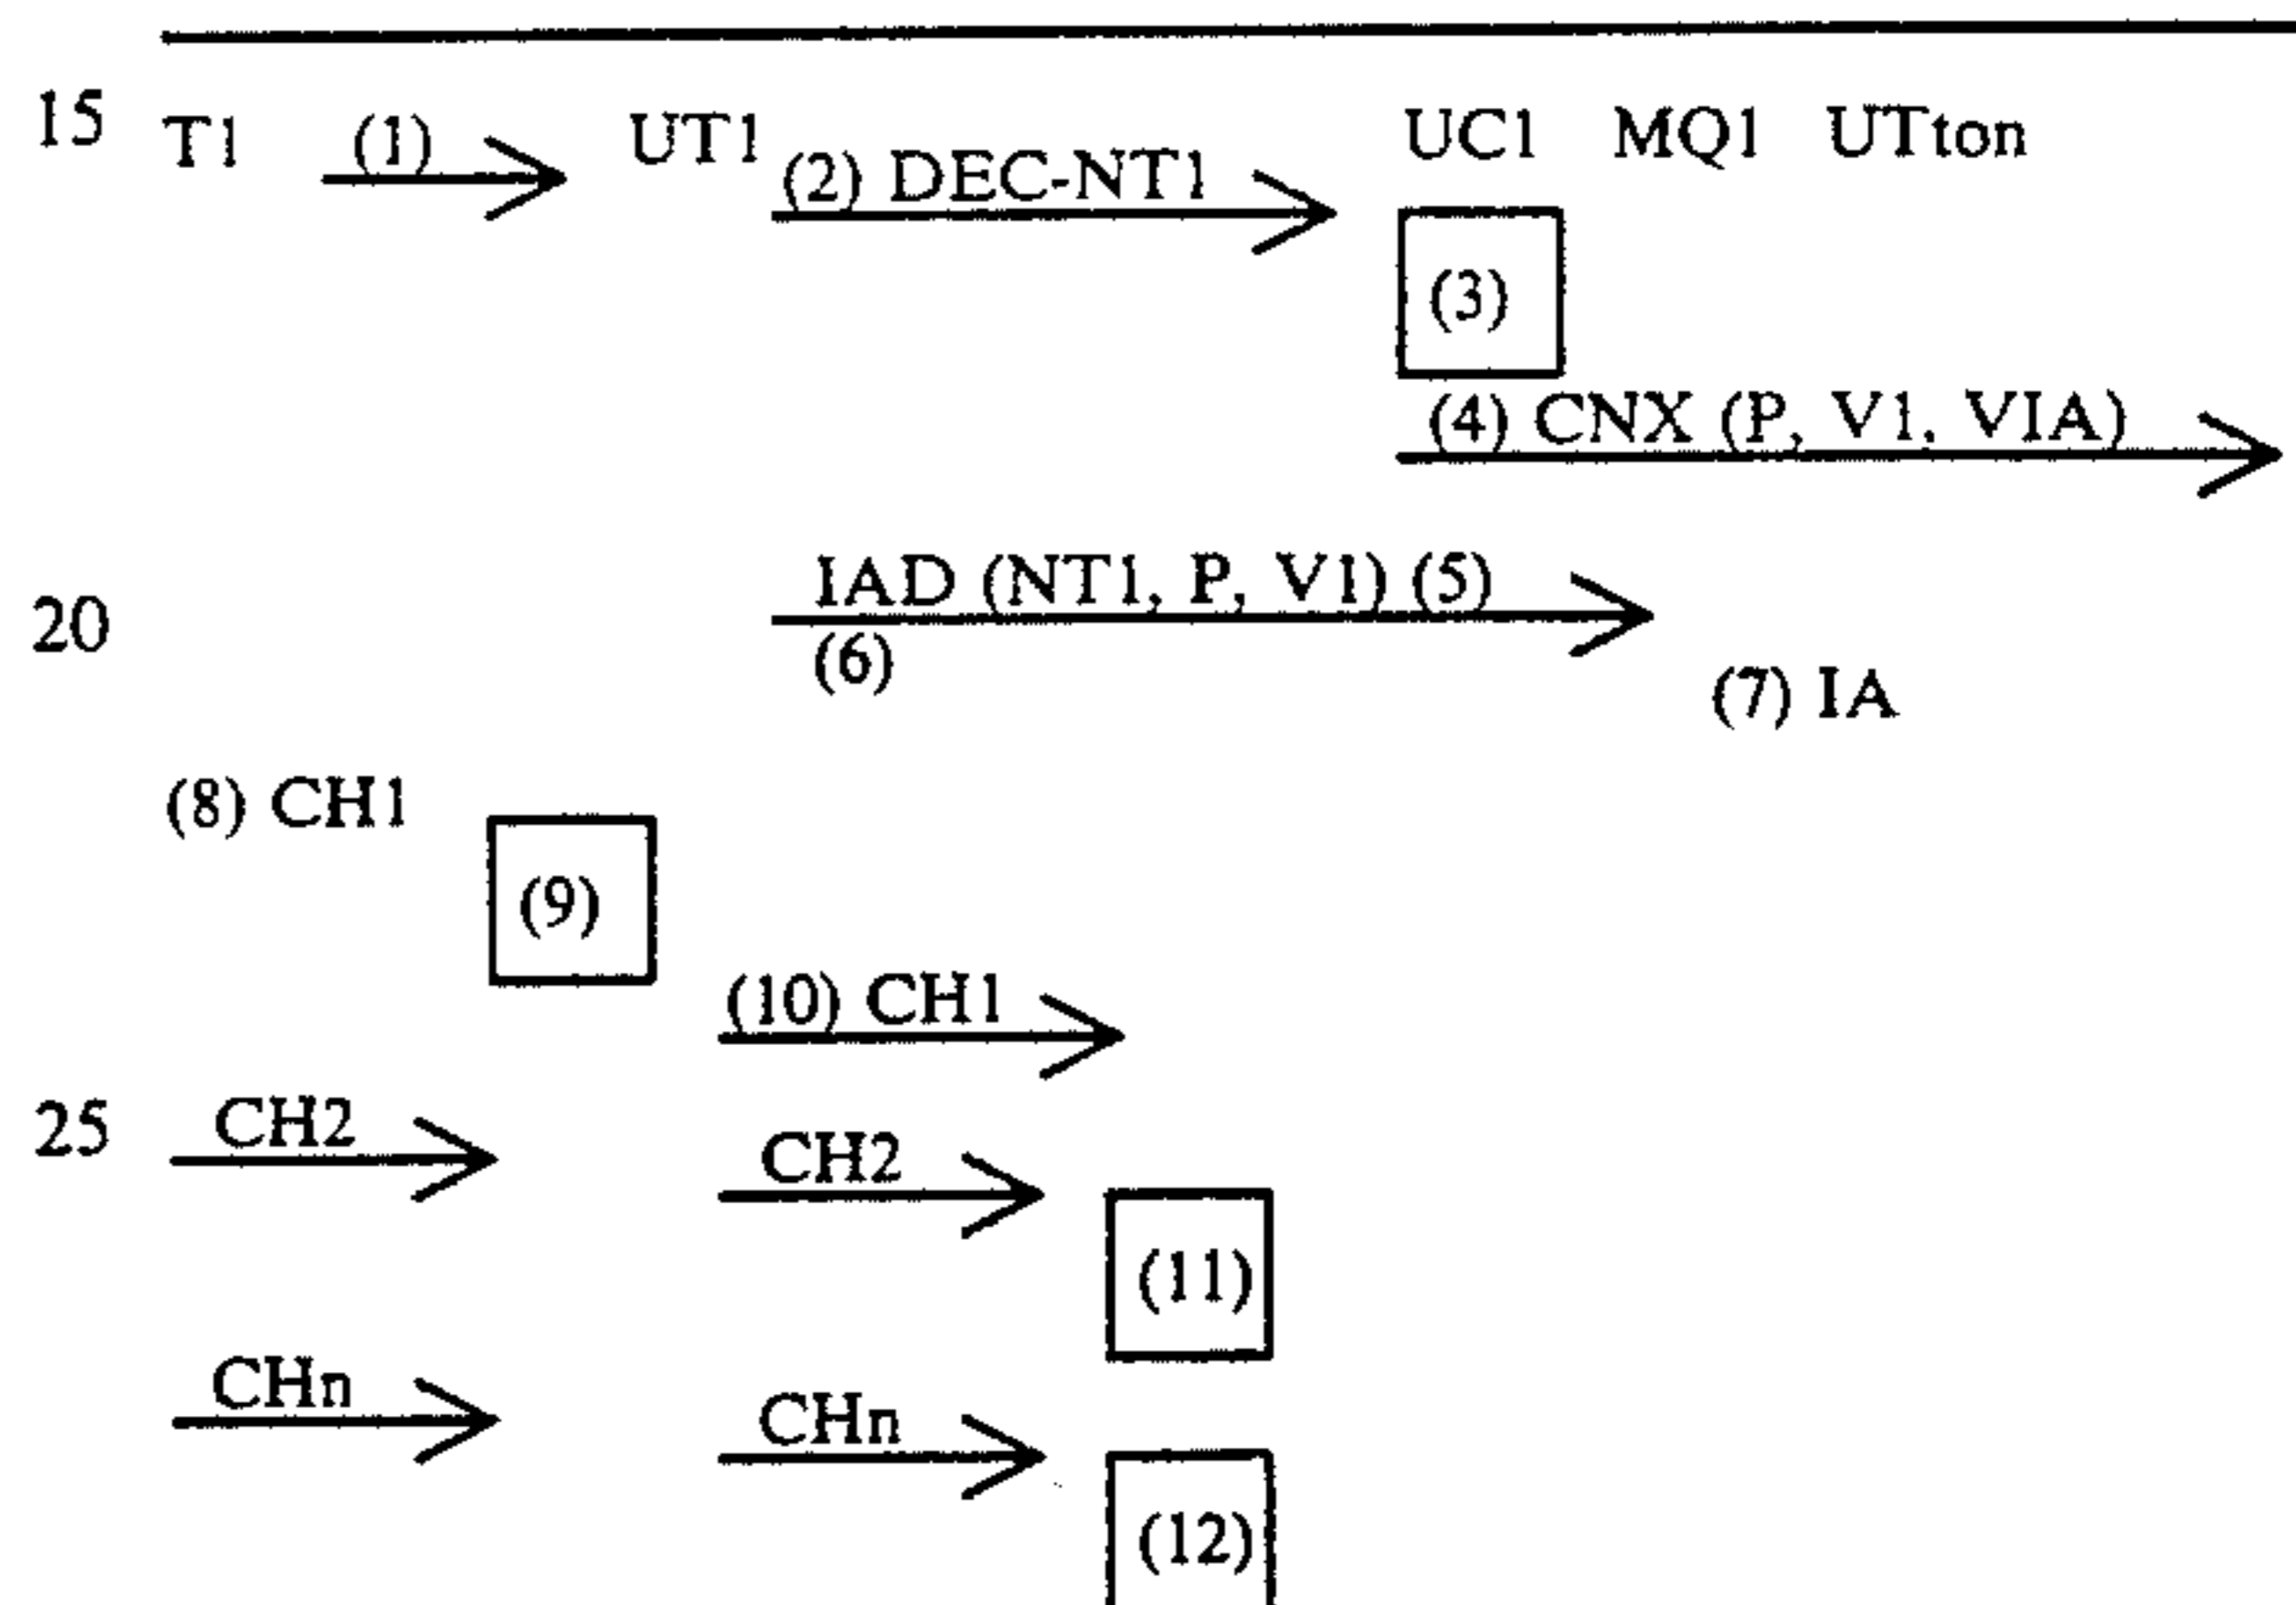 15 T1 (1) UT1 UC1 MQ1 UTton
(2) DEC-NT1
(3)
(4) CNX (P, V1, VIA)
20 IAD (NT1, P, V1) (5)
(6)
(7) IA
(8) CH1
(9)
(10) CH1
25 CH2
CH2
(11)
CHn
CHn
(12)